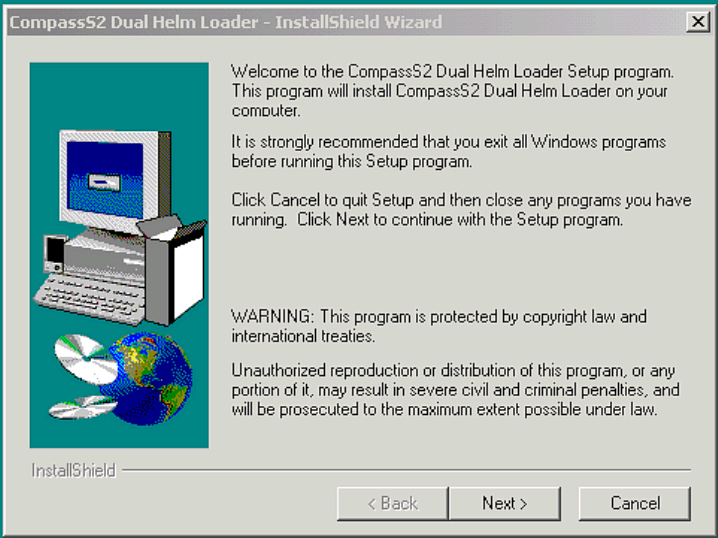 CompassS2 Dual Helm Loader - InstallShield Wizard
Welcome to the CompassS2 Dual Helm Loader Setup program.
This program will install CompassS2 Dual Helm Loader on your
computer.
It is strongly recommended that you exit all Windows programs
before running this Setup program.
Click Cancel to quit Setup and then close any programs you have
running. Click Next to continue with the Setup program.
WARNING: This program is protected by copyright law and
international treaties.
Unauthorized reproduction or distribution of this program, or any
portion of it, may result in severe civil and criminal penalties, and
will be prosecuted to the maximum extent possible under law.
InstallShield
< Back
Next >
Cancel